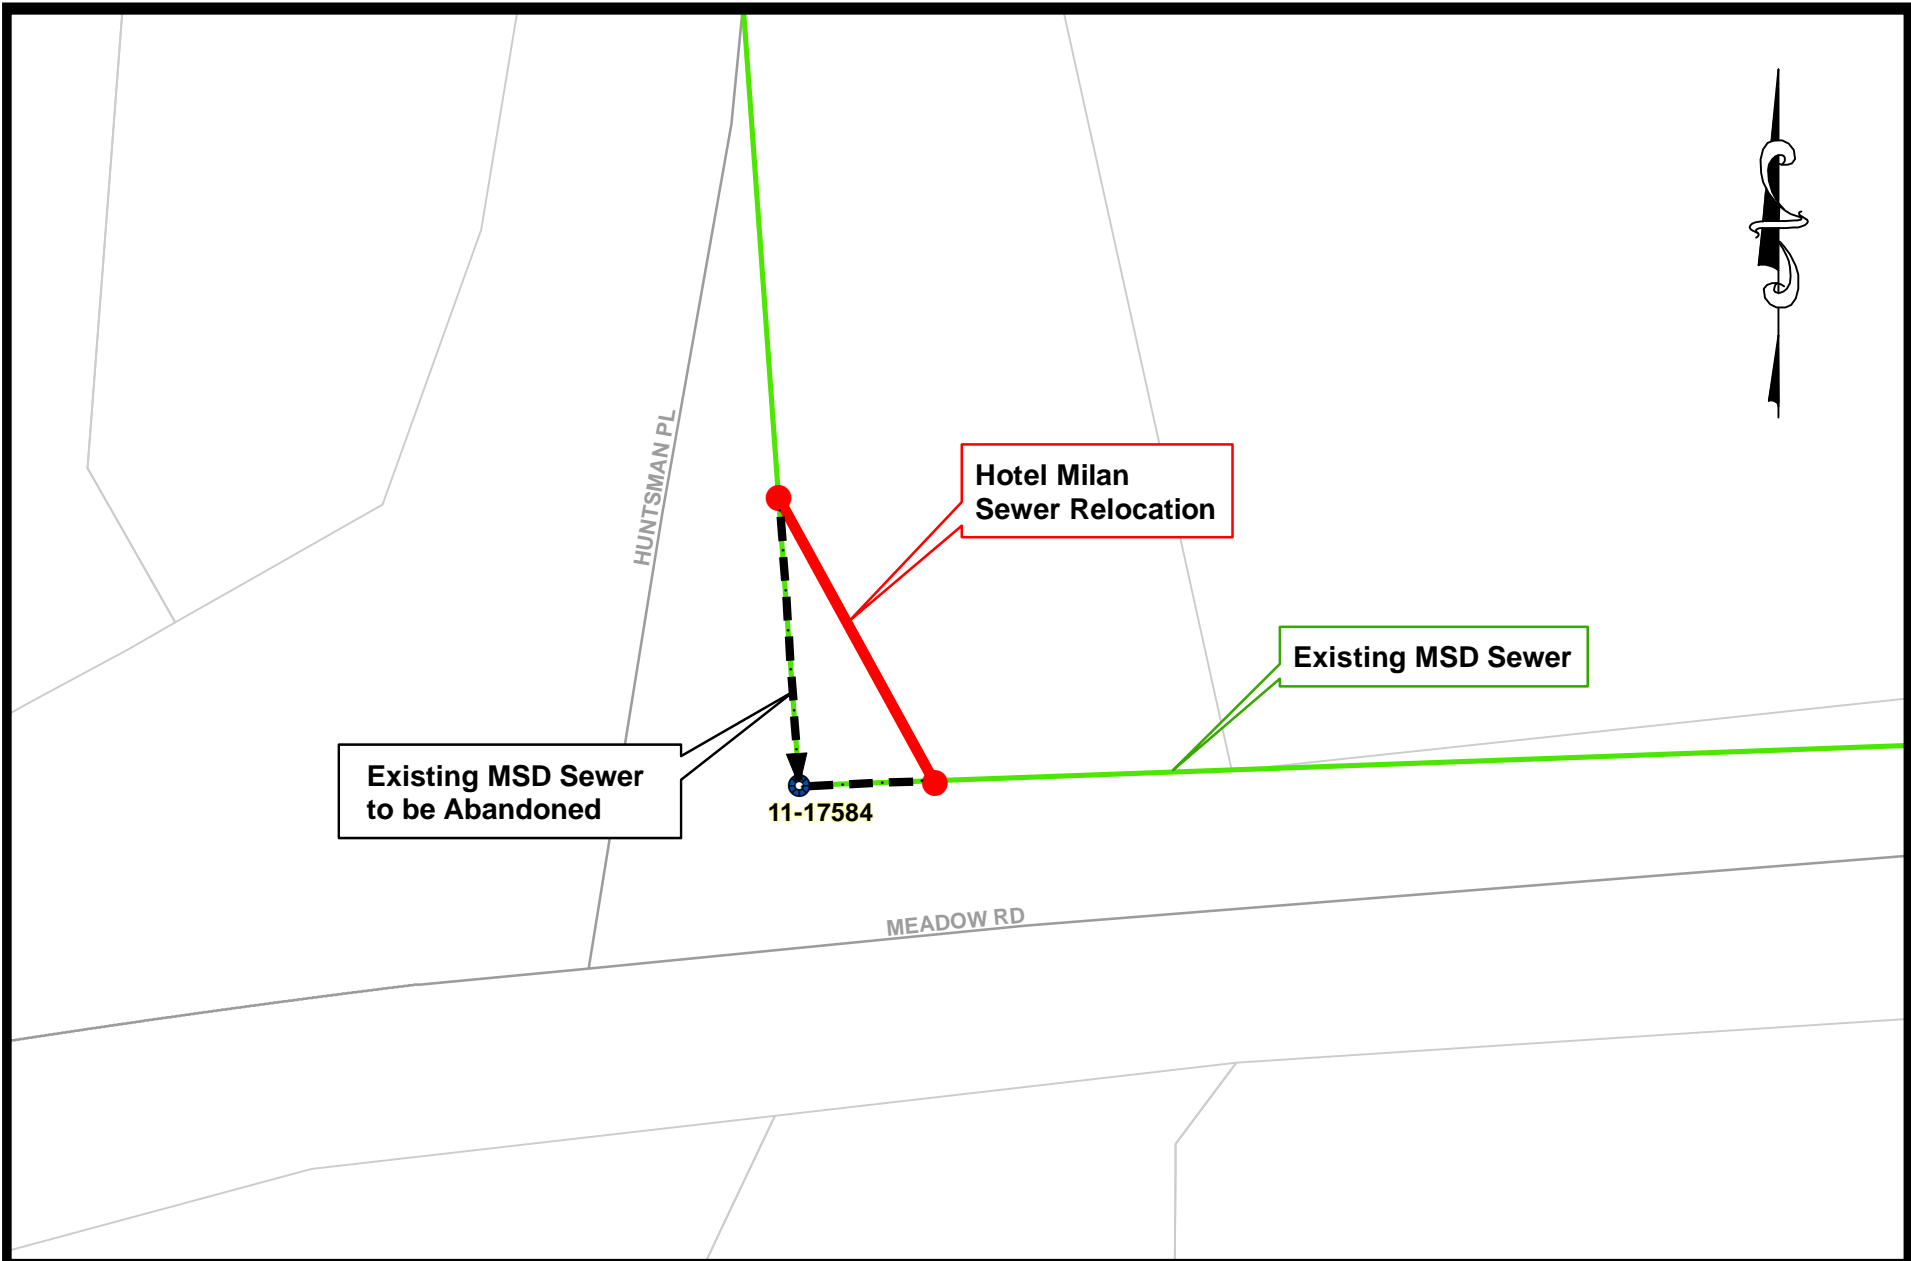 HUNTSMAN PL
Hotel Milan
Sewer Relocation
Existing MSD Sewer
Existing MSD Sewer
to be Abandoned
11-17584
MEADOW RD